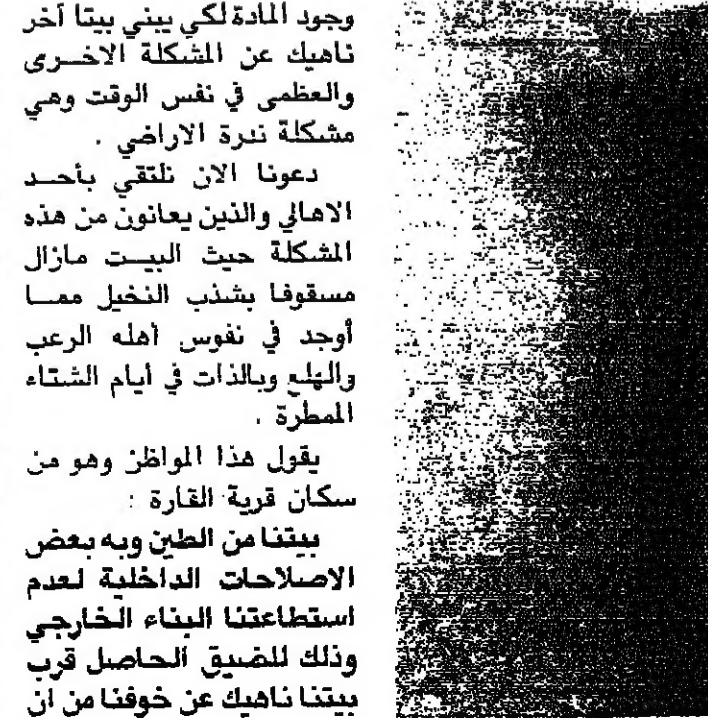 وجود المادة لكي يبني بيتا آخر
ناهيك عن المشكلة الاخرى
والعظمى في نفس الوقت وهي
مشكلة ندرة الاراضي .
دعونا الان نلتقي بأحد
الاهالي والذين يعانون من هذه
المشكلة حيث البيت مازال
مسقوفا بشذب النخيل مما
أوجد في نفوس أهله الرعب
والهلع وبالذات في أيام الشتاء
الممطرة .
يقول هذا المواطن وهو من
سكان قرية القارة :
بيتنا من الطين وبه بعض
الاصلاحات الداخلية لعدم
استطاعتنا البناء الخارجي
وذلك للضيق الحاصل قرب
بيتنا ناهيك عن خوفنا من ان